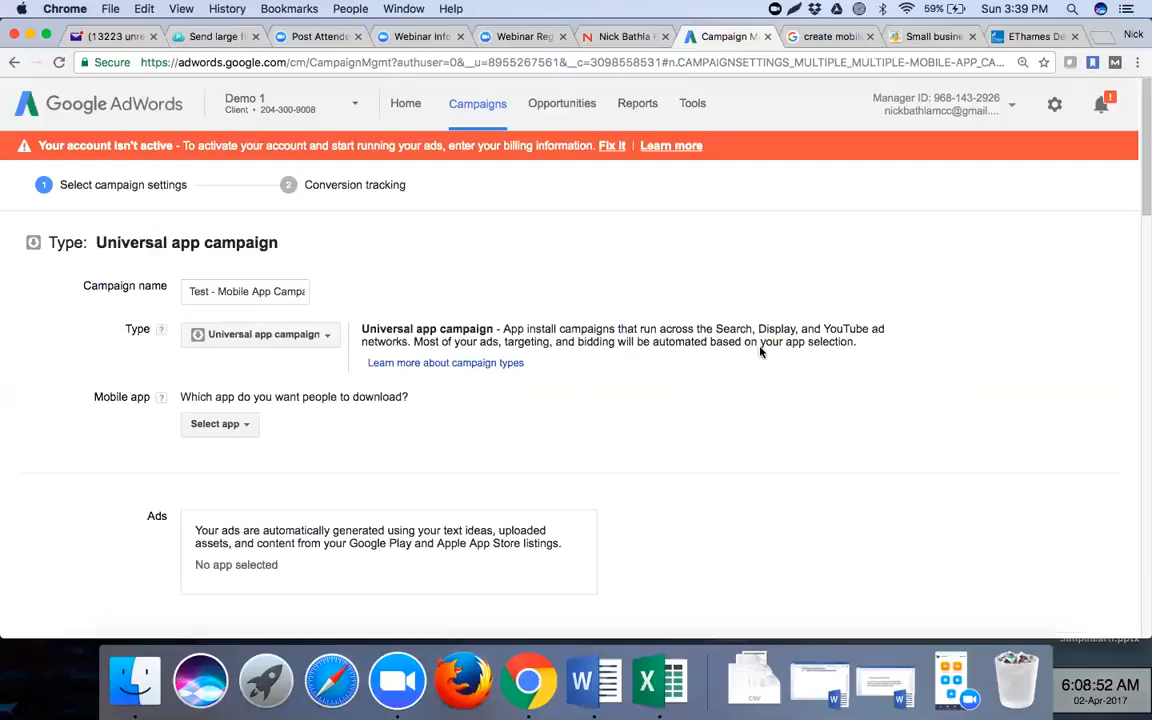 Chrome File Edit View History Bookmarks People Window Help 59% Sun 3:39 PM
(13223 unre Send large f Post Attende Webinar Info Webinar Reg Nick Bathla Campaign M create mobil Small busine EThames De Nick
Secure https://adwords.google.com/cm/CampaignMgmt?authuser=0&__u=8955267561&__c=3098558531#n.CAMPAIGNSETTINGS_MULTIPLE_MULTIPLE-MOBILE-APP_CA...
Google AdWords
Demo 1
Client • 204-300-9008
Home Campaigns Opportunities Reports Tools
Manager ID: 968-143-2926
nickbathlamcc@gmail....
!
Your account isn't active - To activate your account and start running your ads, enter your billing information. Fix it | Learn more
1 Select campaign settings 2 Conversion tracking
Type: Universal app campaign
Campaign name Test - Mobile App Campa
Type ? Universal app campaign
Universal app campaign - App install campaigns that run across the Search, Display, and YouTube ad
networks. Most of your ads, targeting, and bidding will be automated based on your app selection.
Learn more about campaign types
Mobile app ? Which app do you want people to download?
Select app
Ads
Your ads are automatically generated using your text ideas, uploaded
assets, and content from your Google Play and Apple App Store listings.
No app selected
CSV
6:08:52 AM
02-Apr-2017